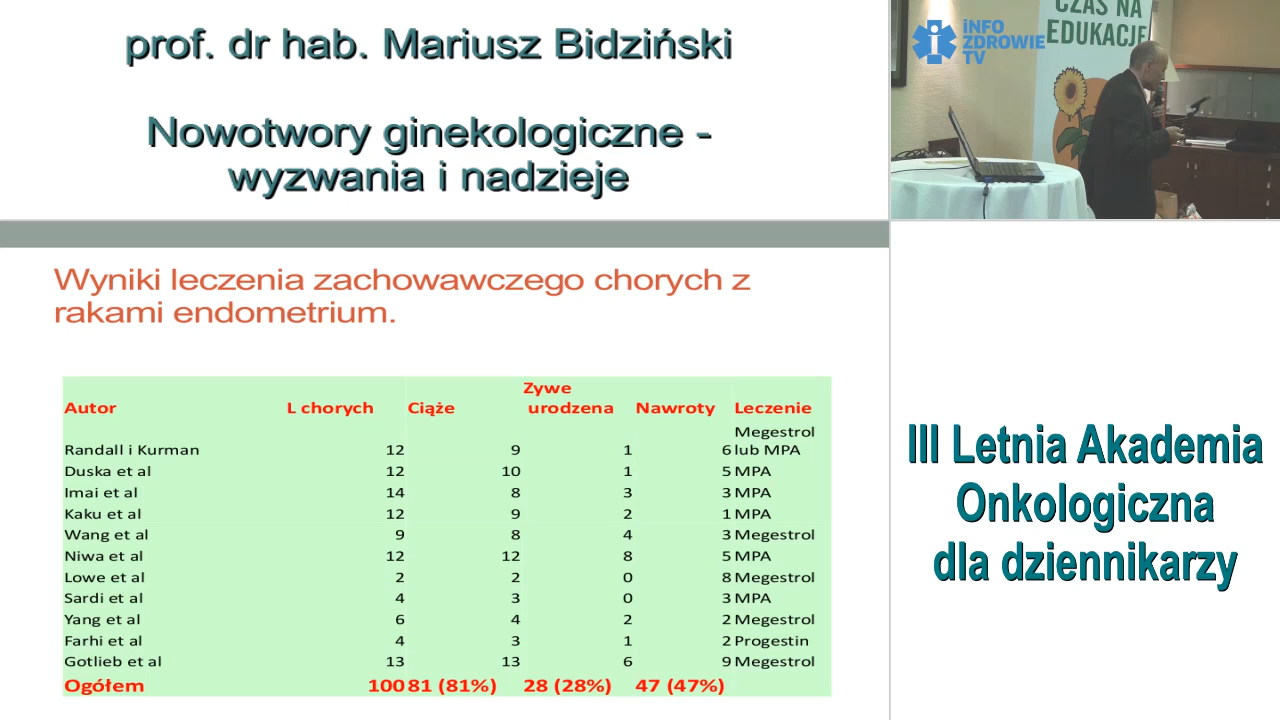 prof. dr hab. Mariusz Bidziński
Nowotwory ginekologiczne -
wyzwania i nadzieje
CZAS NA
EDUKACJĘ
iNFO
ZDROWIE
TV
Wyniki leczenia zachowawczego chorych z
rakami endometrium.
Autor L chorych Ciąże Zywe urodzena Nawroty Leczenie
Randall i Kurman 12 9 1 6 Megestrol lub MPA
Duska et al 12 10 1 5 MPA
Imai et al 14 8 3 3 MPA
Kaku et al 12 9 2 1 MPA
Wang et al 9 8 4 3 Megestrol
Niwa et al 12 12 8 5 MPA
Lowe et al 2 2 0 8 Megestrol
Sardi et al 4 3 0 3 MPA
Yang et al 6 4 2 2 Megestrol
Farhi et al 4 3 1 2 Progestin
Gotlieb et al 13 13 6 9 Megestrol
Ogółem 100 81 (81%) 28 (28%) 47 (47%)
III Letnia Akademia
Onkologiczna
dla dziennikarzy